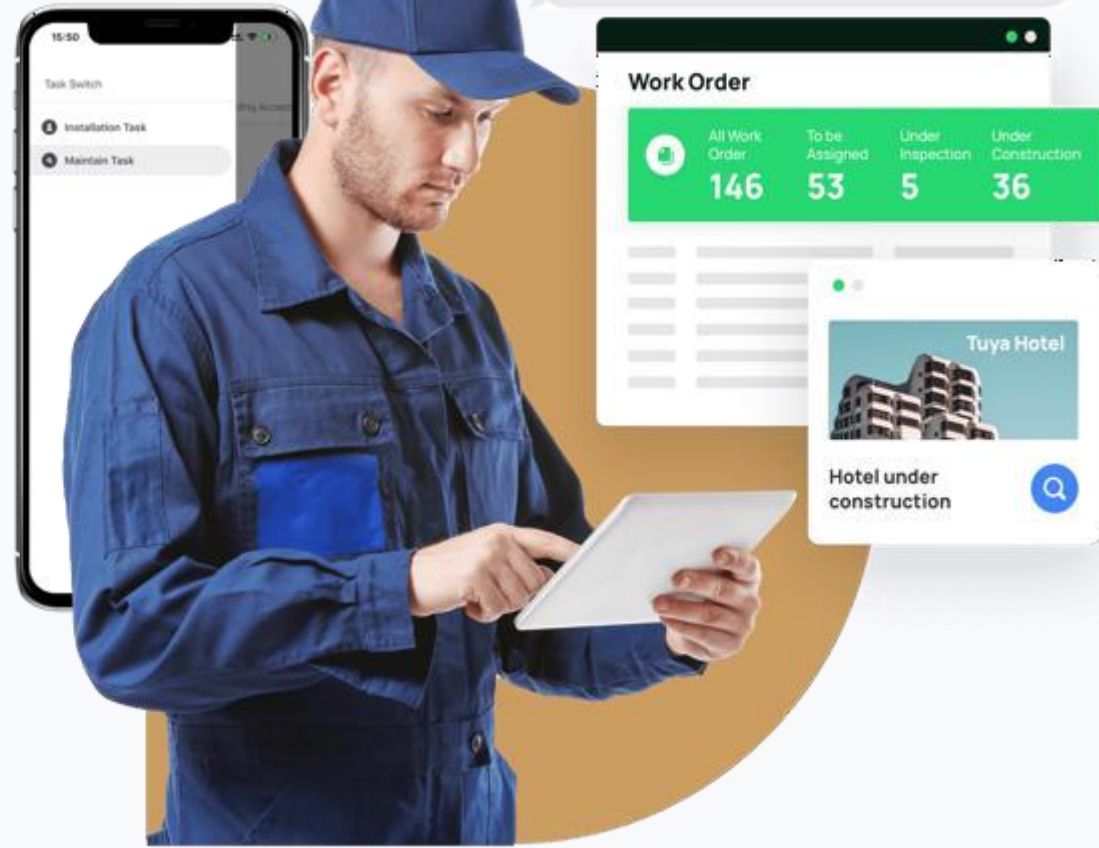 15:50
Task Switch
Installation Task
Maintain Task
Work Order
All Work
Order
146
To be
Assigned
53
Under
Inspection
5
Under
Construction
36
Tuya Hotel
Hotel under
construction